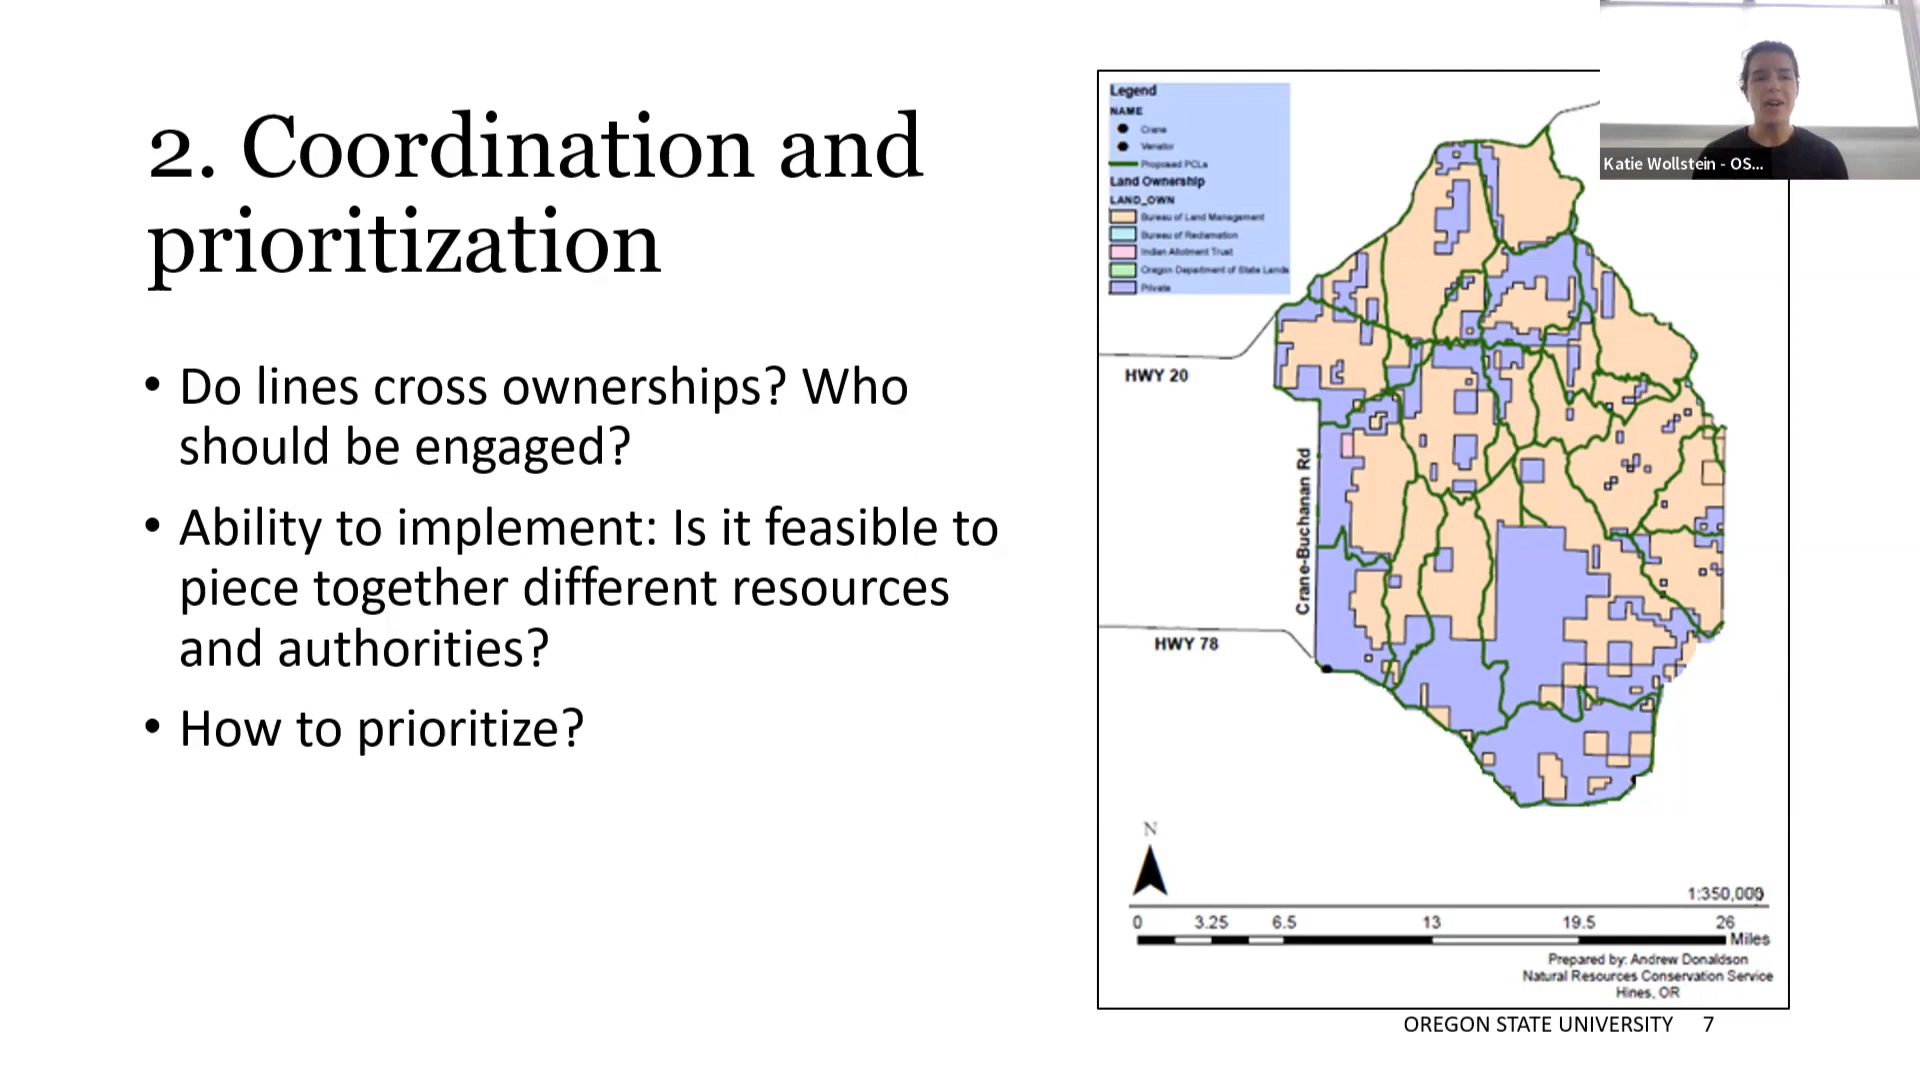 2. Coordination and
prioritization
• Do lines cross ownerships? Who
should be engaged?
• Ability to implement: Is it feasible to
piece together different resources
and authorities?
• How to prioritize?
Legend
NAME
Crane
Venator
Proposed PCLs
Land Ownership
LAND_OWN
Bureau of Land Management
Bureau of Reclamation
Indian Allotment Trust
Oregon Department of State Lands
Private
HWY 20
Crane-Buchanan Rd
HWY 78
N
1:350,000
0 3.25 6.5 13 19.5 26
Miles
Prepared by: Andrew Donaldson
Natural Resources Conservation Service
Hines, OR
OREGON STATE UNIVERSITY 7
Katie Wollstein - OS...